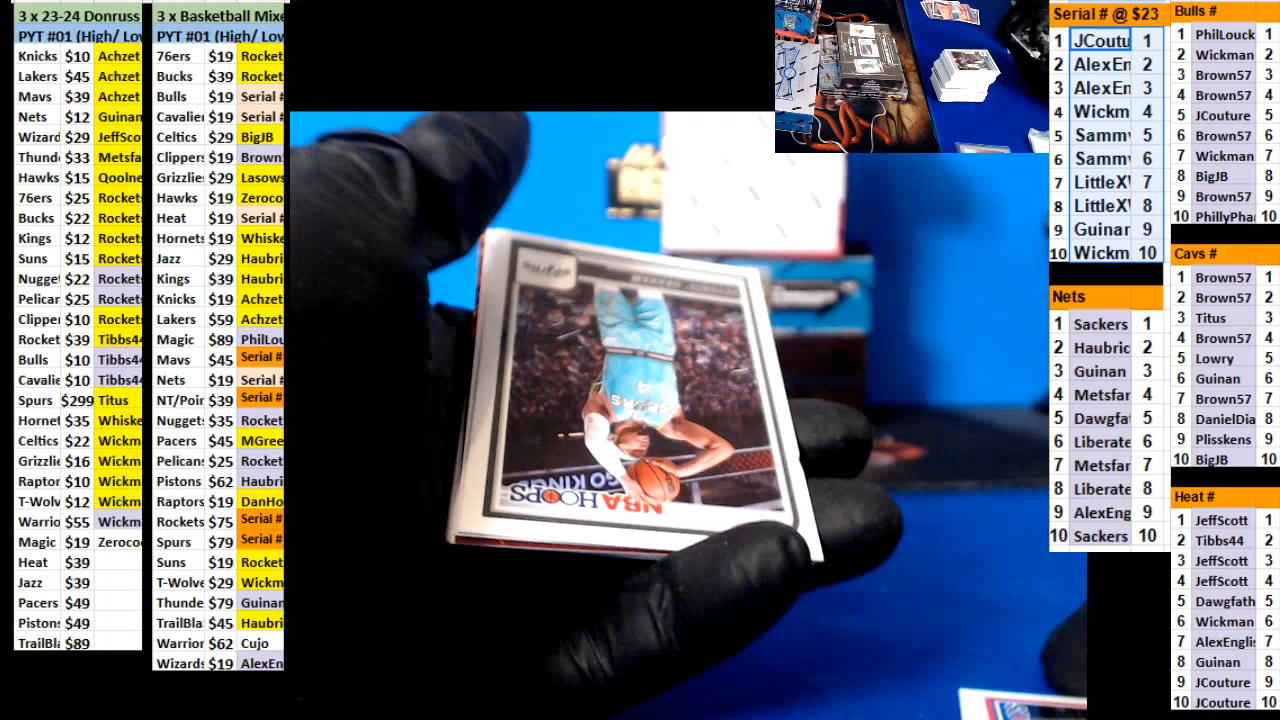 3 x 23-24 Donruss
PYT #01 (High/ Lov
Knicks $10 Achzet
Lakers $45 Achzet
Mavs $39 Achzet
Nets $12 Guinan
Wizard $29 JeffScot
Thund $33 Metsfa
Hawks $15 Qoolne
76ers $25 Rocket
Bucks $22 Rocket
Kings $12 Rocket
Suns $15 Rocket
Nugget $22 Rocket
Pelicar $25 Rocket
Clipper $10 Rocket
Rocket $39 Tibbs44
Bulls $10 Tibbs44
Cavalie $10 Tibbs44
Spurs $299 Titus
Hornet $35 Whiske
Celtics $22 Wickm
Grizzlie $16 Wickm
Raptor $10 Wickm
T-Wolv $12 Wickm
Warrio $55 Wickm
Magic $19 Zeroco
Heat $39
Jazz $39
Pacers $49
Pistons $49
TrailBla $89
3 x Basketball Mixe
PYT #01 (High/ Lov
76ers $19 Rocket
Bucks $39 Rocket
Bulls $19 Serial #
Cavalier $19 Serial #
Celtics $29 BigJB
Clippers $19 Brown
Grizzlies $29 Lasows
Hawks $19 Zeroco
Heat $19 Serial #
Hornets $19 Whiske
Jazz $29 Haubri
Kings $39 Haubri
Knicks $19 Achzet
Lakers $59 Achzet
Magic $89 PhilLou
Mavs $45 Serial #
Nets $19 Serial #
NT/Poin $39 Serial #
Nuggets $35 Rocket
Pacers $45 MGree
Pelicans $25 Rocket
Pistons $62 Haubri
Raptors $19 DanHo
Rockets $75 Serial #
Spurs $79 Serial #
Suns $19 Rocket
T-Wolve $29 Wickm
Thunde $79 Guinan
TrailBla $45 Haubri
Warrior $62 Cujo
Wizards $19 AlexEn
NBA HOOPS
GO KINGS
Serial # @ $23
1 JCoutu 1
2 AlexEn 2
3 AlexEn 3
4 Wickm 4
5 Sammy 5
6 Sammy 6
7 LittleX 7
8 LittleX 8
9 Guinar 9
10 Wickm 10
Nets
1 Sackers 1
2 Haubric 2
3 Guinan 3
4 Metsfar 4
5 Dawgfat 5
6 Liberate 6
7 Metsfar 7
8 Liberate 8
9 AlexEng 9
10 Sackers 10
Bulls #
1 PhilLouck 1
2 Wickman 2
3 Brown57 3
4 Brown57 4
5 JCouture 5
6 Brown57 6
7 Wickman 7
8 BigJB 8
9 Brown57 9
10 PhillyPha 10
Cavs #
1 Brown57 1
2 Brown57 2
3 Titus 3
4 Brown57 4
5 Lowry 5
6 Guinan 6
7 Brown57 7
8 DanielDia 8
9 Plisskens 9
10 BigJB 10
Heat #
1 JeffScott 1
2 Tibbs44 2
3 JeffScott 3
4 JeffScott 4
5 Dawgfath 5
6 Wickman 6
7 AlexEnglis 7
8 Guinan 8
9 JCouture 9
10 JCouture 10